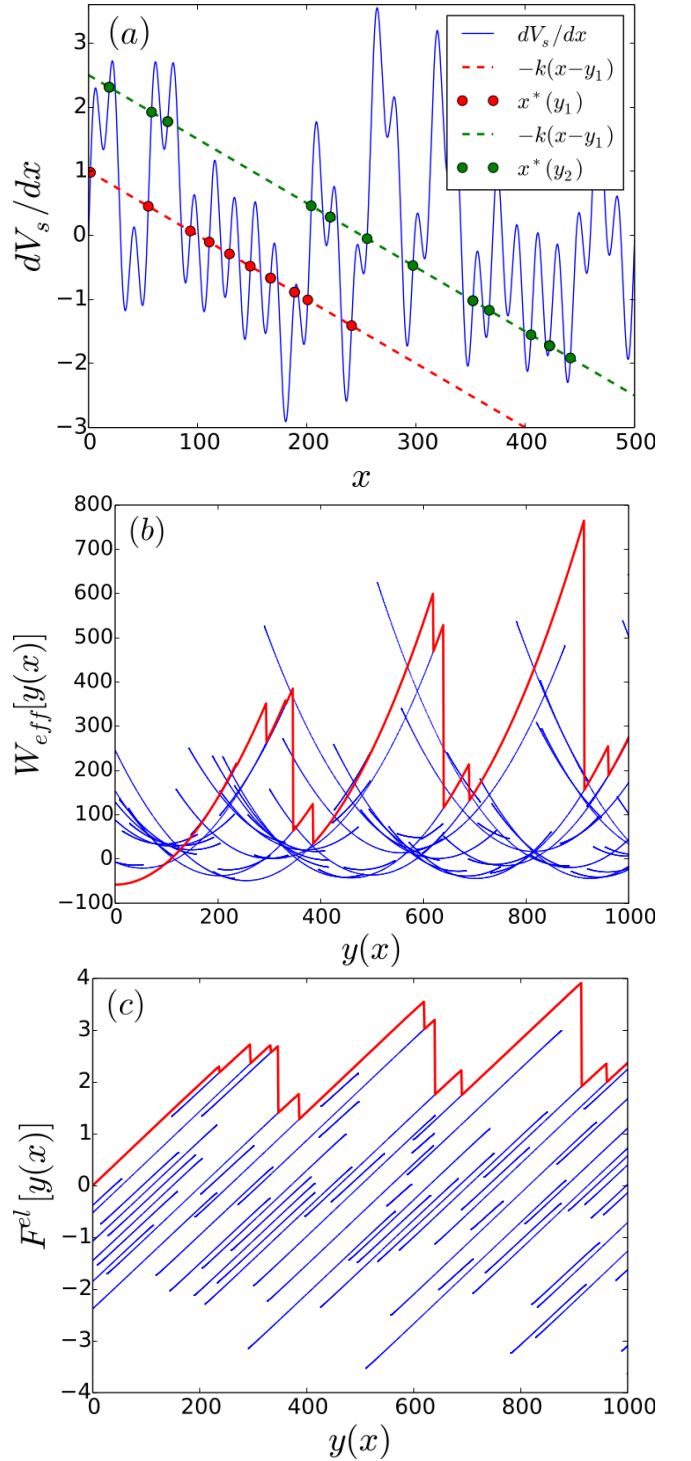 (a)
dV_s/dx
−k(x−y_1)
x*(y_1)
−k(x−y_1)
x*(y_2)
3
2
1
0
−1
−2
−3
dV_s/dx
0 100 200 300 400 500
x
(b)
800
700
600
500
400
300
200
100
0
−100
W_{eff}[y(x)]
0 200 400 600 800 1000
y(x)
(c)
4
3
2
1
0
−1
−2
−3
−4
F^{el}[y(x)]
0 200 400 600 800 1000
y(x)